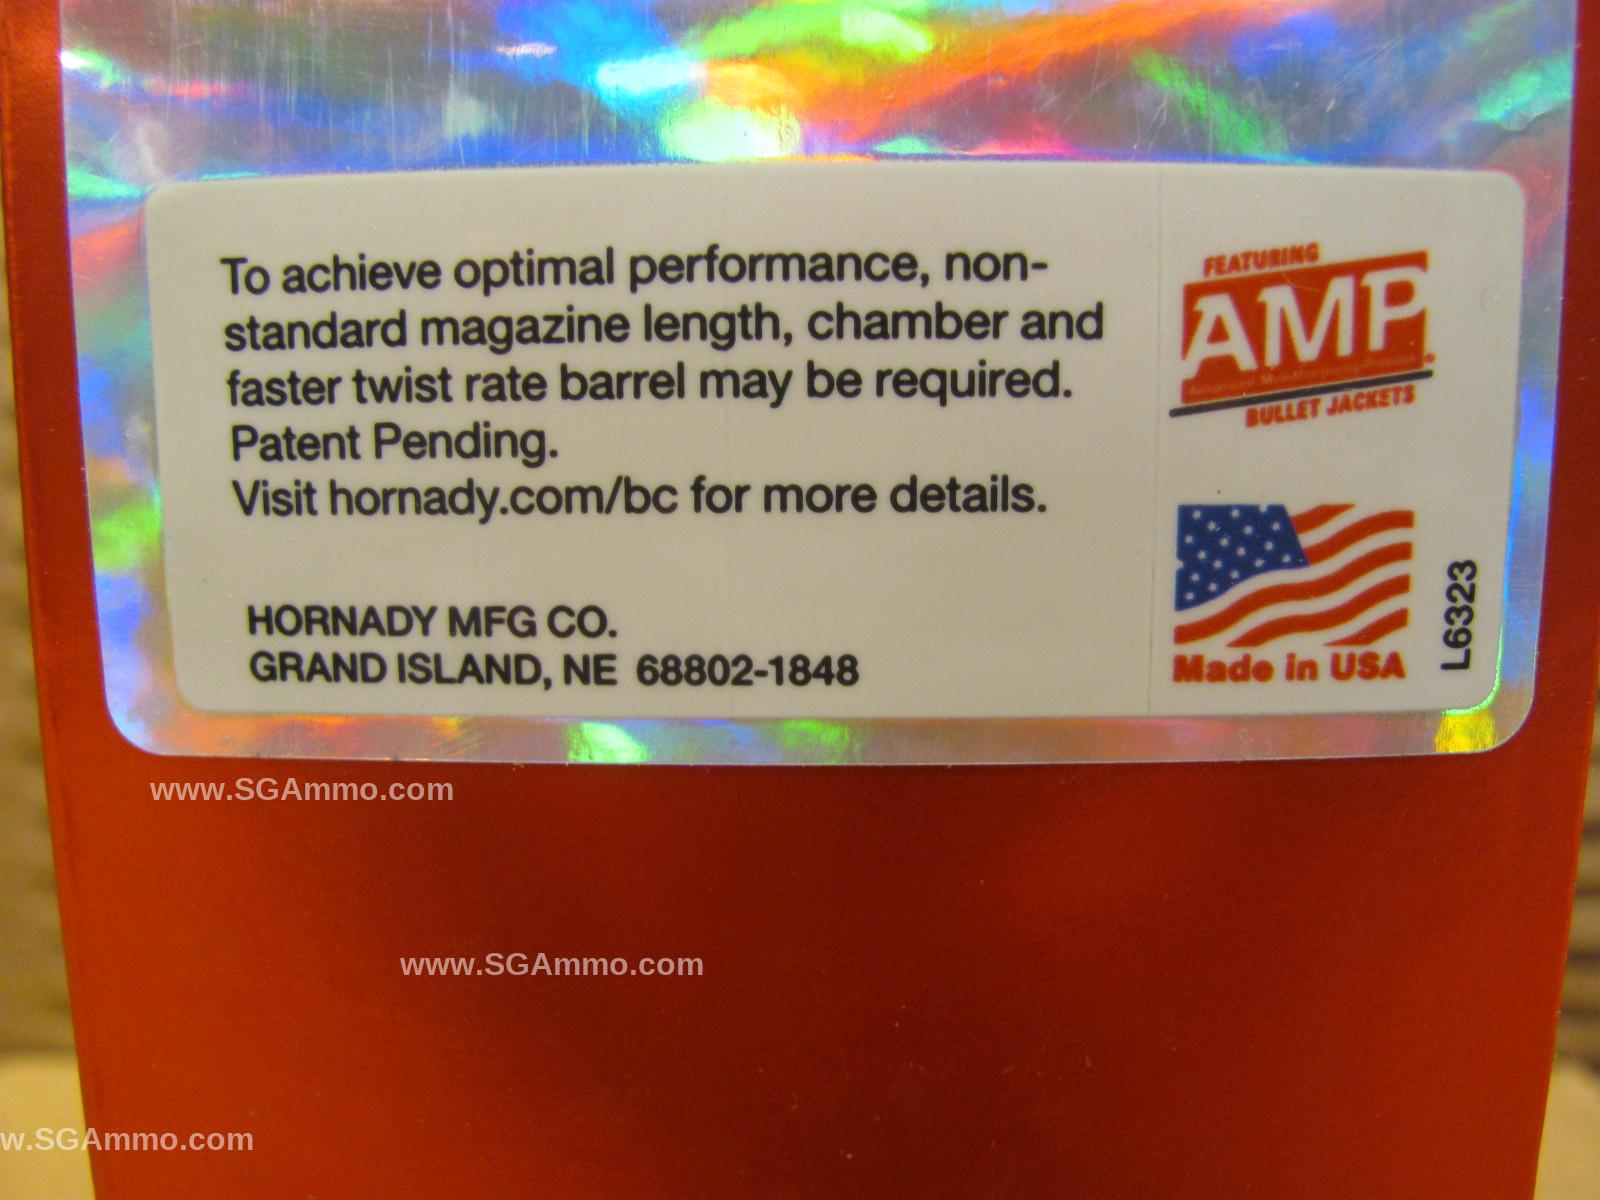 To achieve optimal performance, non-
standard magazine length, chamber and
faster twist rate barrel may be required.
Patent Pending.
Visit hornady.com/bc for more details.
HORNADY MFG CO.
GRAND ISLAND, NE 68802-1848
FEATURING
AMP
BULLET JACKETS
Made in USA
L6323
www.SGAmmo.com
www.SGAmmo.com
w.SGAmmo.com